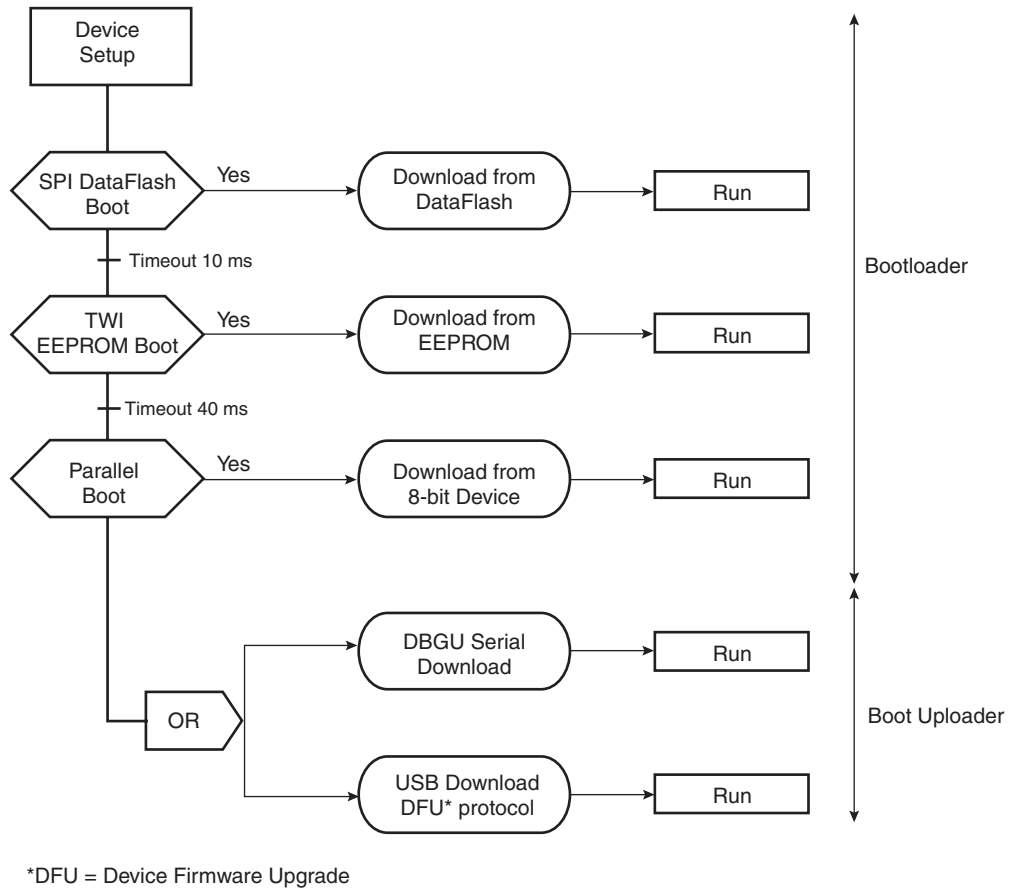 Device
Setup
SPI DataFlash
Boot
Yes
Download from
DataFlash
Run
Timeout 10 ms
Bootloader
TWI
EEPROM Boot
Yes
Download from
EEPROM
Run
Timeout 40 ms
Parallel
Boot
Yes
Download from
8-bit Device
Run
DBGU Serial
Download
Run
OR
Boot Uploader
USB Download
DFU* protocol
Run
*DFU = Device Firmware Upgrade